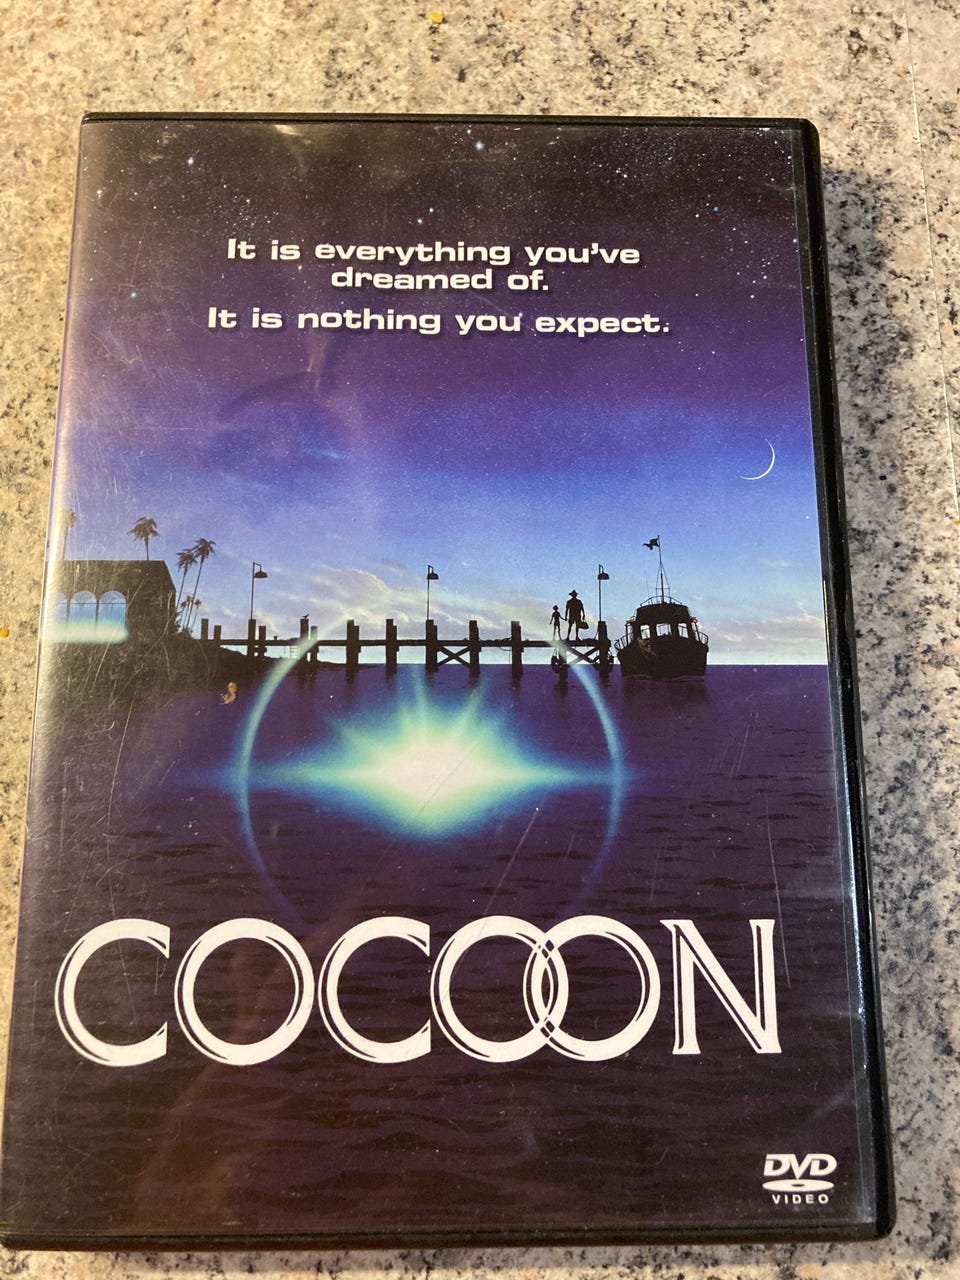 It is everything you've
dreamed of.
It is nothing you expect.
COCOON
DVD
VIDEO